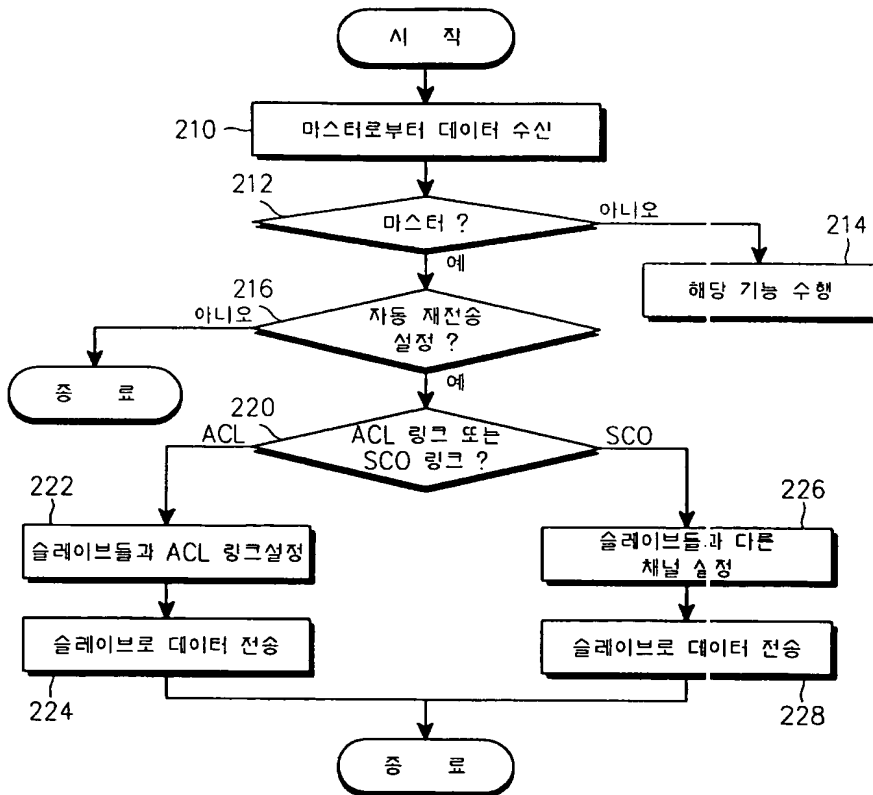 시 작
210
마스터로부터 데이터 수신
212
마스터 ?
아니오
예
214
해당 기능 수행
216
아니오
자동 재전송
설정 ?
예
종 료
220
ACL
ACL 링크 또는
SCO 링크 ?
SCO
222
슬레이브들과 ACL 링크설정
226
슬레이브들과 다른
채널 설정
슬레이브로 데이터 전송
224
슬레이브로 데이터 전송
228
종 료